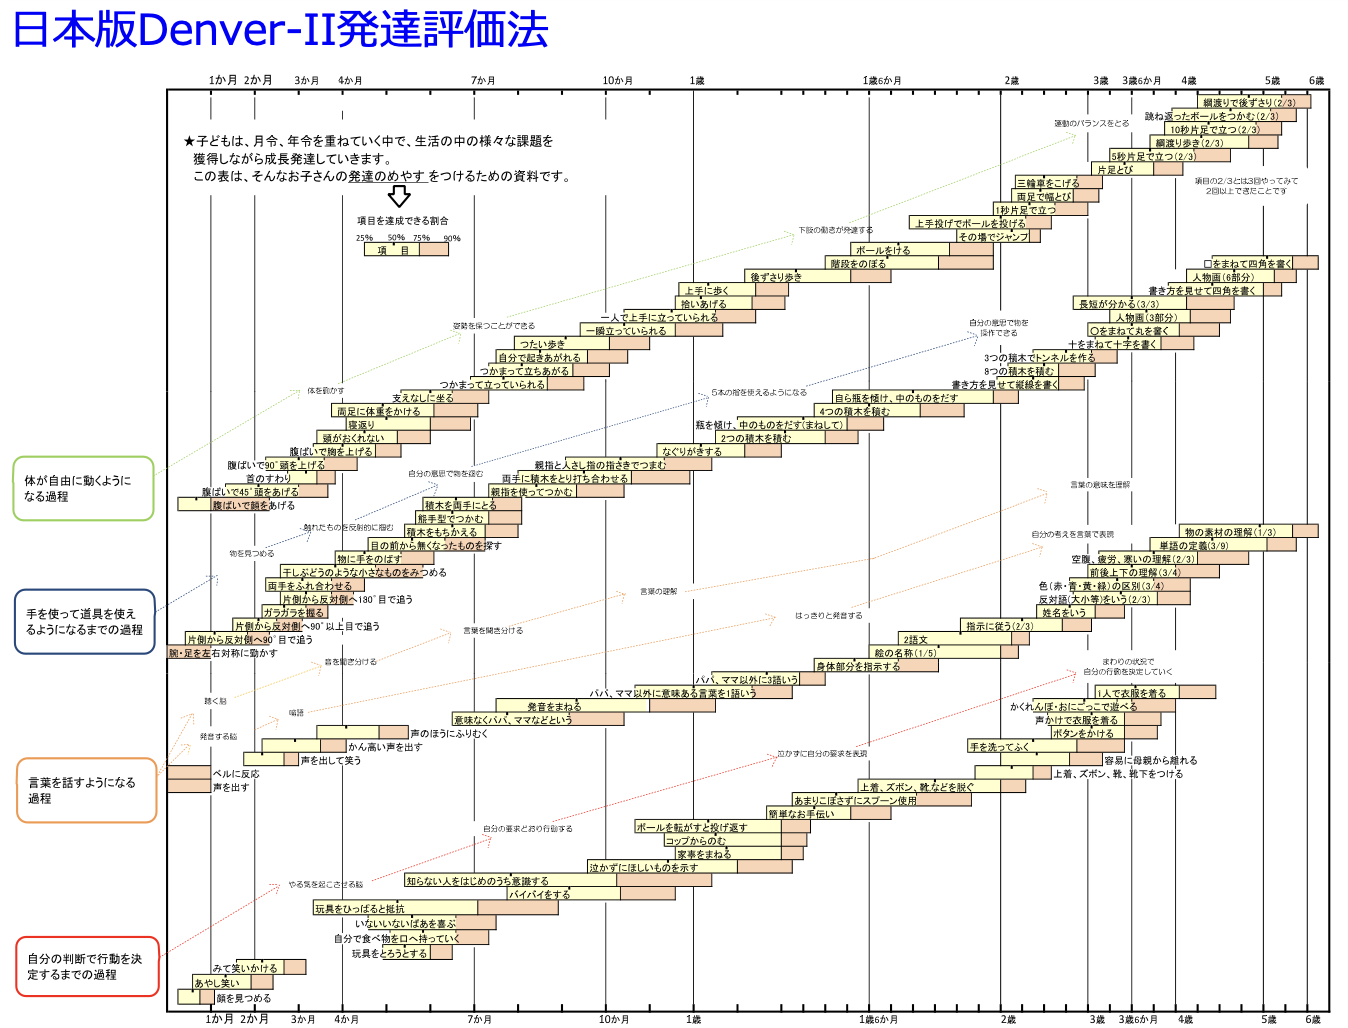 日本版Denver-II発達評価法
1か月 2か月 3か月 4か月 7か月 10か月 1歳 1歳6か月 2歳 3歳 3歳6か月 4歳 5歳 6歳
★子どもは、月令、年令を重ねていく中で、生活の中の様々な課題を
獲得しながら成長発達していきます。
この表は、そんなお子さんの発達のめやすをつけるための資料です。
項目を達成できる割合
25% 50% 75% 90%
項 目
綱渡りで後ずさり(2/3)
跳ね返ったボールをつかむ(2/3)
運動のバランスをとる
10秒片足で立つ(2/3)
綱渡り歩き(2/3)
5秒片足で立つ(2/3)
片足とび
項目の2/3とは3回やってみて
2回以上できたことです
三輪車をこげる
両足で幅とび
1秒片足で立つ
上手投げでボールを投げる
下肢の動きが発達する
その場でジャンプ
ボールをける
階段をのぼる
後ずさり歩き
上手に歩く
拾いあげる
一人で上手に立っていられる
姿勢を保つことができる
一瞬立っていられる
つたい歩き
自分で起きあがれる
つかまって立ちあがる
つかまって立っていられる
体を動かす
支えなしに坐る
両足に体重をかける
寝返り
頭がおくれない
腹ばいで胸を上げる
腹ばいで90°頭を上げる
首のすわり
腹ばいで45°頭をあげる
腹ばいで顔をあげる
体が自由に動くように
なる過程
□をまねて四角を書く
人物画(6部分)
書き方を見せて四角を書く
長短が分かる(3/3)
人物画(3部分)
自分の意思で物を
操作できる
○をまねて丸を書く
十をまねて十字を書く
3つの積木でトンネルを作る
8つの積木を積む
書き方を見せて縦線を書く
5本の指を使えるようになる
自ら瓶を傾け、中のものをだす
4つの積木を積む
瓶を傾け、中のものをだす(まねして)
2つの積木を積む
なぐりがきする
親指と人さし指の指さきでつまむ
自分の意思で物を掴む
両手に積木をとり打ち合わせる
親指を使ってつかむ
積木を両手にとる
熊手型でつかむ
触れたものを反射的に掴む
積木をもちかえる
目の前から無くなったものを探す
物を見つめる
物に手をのばす
干しぶどうのような小さなものをみつめる
両手をふれ合わせる
片側から反対側へ180°目で追う
ガラガラを握る
片側から反対側へ90°以上目で追う
片側から反対側へ90°目で追う
腕・足を左右対称に動かす
手を使って道具を使え
るようになるまでの過程
言葉の意味を理解
物の素材の理解(1/3)
自分の考えを言葉で表現
単語の定義(3/9)
空腹、疲労、寒いの理解(2/3)
前後上下の理解(3/4)
色(赤・青・黄・緑)の区別(3/4)
反対語(大小等)をいう(2/3)
言葉の理解
はっきりと発音する
姓名をいう
指示に従う(2/3)
言葉を聞き分ける
2語文
絵の名称(1/5)
音を聞き分ける
身体部分を指示する
パパ、ママ以外に3語いう
パパ、ママ以外に意味ある言葉を1語いう
聴く脳
発音をまねる
喃語
意味なくパパ、ママなどという
発音する脳
声のほうにふりむく
かん高い声を出す
声を出して笑う
ベルに反応
声を出す
言葉を話すようになる
過程
まわりの状況で
自分の行動を決定していく
1人で衣服を着る
かくれんぼ・おにごっこで遊べる
声かけで衣服を着る
ボタンをかける
手を洗ってふく
泣かずに自分の要求を表現
容易に母親から離れる
上着、ズボン、靴、靴下をつける
上着、ズボン、靴などを脱ぐ
あまりこぼさずにスプーン使用
簡単なお手伝い
自分の要求どおり行動する
ボールを転がすと投げ返す
コップからのむ
家事をまねる
泣かずにほしいものを示す
やる気を起こさせる脳
知らない人をはじめのうち意識する
バイバイをする
玩具をひっぱると抵抗
いないいないばあを喜ぶ
自分で食べ物を口へ持っていく
玩具をとろうとする
みて笑いかける
あやし笑い
顔を見つめる
自分の判断で行動を決
定するまでの過程
1か月 2か月 3か月 4か月 7か月 10か月 1歳 1歳6か月 2歳 3歳 3歳6か月 4歳 5歳 6歳